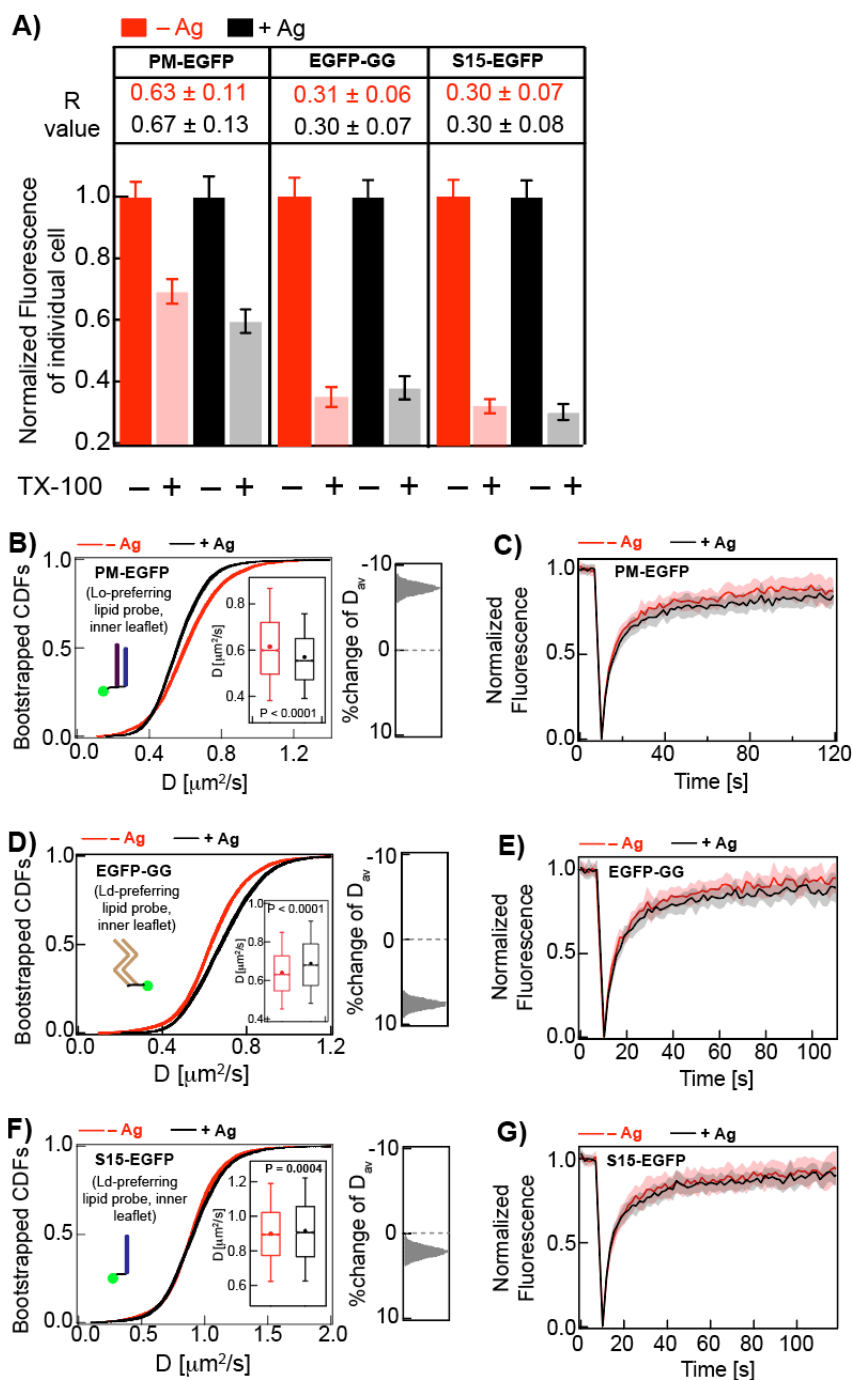 A)
– Ag + Ag
PM-EGFP EGFP-GG S15-EGFP
R value
0.63 ± 0.11 0.31 ± 0.06 0.30 ± 0.07
0.67 ± 0.13 0.30 ± 0.07 0.30 ± 0.08
Normalized Fluorescence
of individual cell
1.0
0.8
0.6
0.4
0.2
TX-100 – + – + – + – + – + – +
B)
– Ag + Ag
Bootstrapped CDFs
1.0
0.5
0.0
PM-EGFP
(Lo-preferring
lipid probe,
inner leaflet)
D [μm²/s]
0.8
0.6
0.4
P < 0.0001
0.0 0.4 0.8 1.2
D [μm²/s]
%change of Dav
-10
0
10
C)
– Ag + Ag
PM-EGFP
Normalized
Fluorescence
1.0
0.5
0.0
0 40 60 80 100 120
Time [s]
D)
– Ag + Ag
Bootstrapped CDFs
1.0
0.5
0.0
EGFP-GG
(Ld-preferring
lipid probe,
inner leaflet)
P < 0.0001
D [μm²/s]
1.0
0.8
0.6
0.4
0.0 0.4 0.8 1.2
D [μm²/s]
%change of Dav
-10
0
10
E)
– Ag + Ag
EGFP-GG
Normalized
Fluorescence
1.0
0.5
0.0
0 20 40 60 80 100
Time [s]
F)
– Ag + Ag
Bootstrapped CDFs
1.0
0.5
0.0
S15-EGFP
(Ld-preferring
lipid probe, inner
leaflet)
P = 0.0004
D [μm²/s]
1.2
1.0
0.8
0.6
0.0 0.5 1.0 1.5 2.0
D [μm²/s]
%change of Dav
-10
0
10
G)
– Ag + Ag
S15-EGFP
Normalized
Fluorescence
1.0
0.5
0.0
0 20 40 60 80 100
Time [s]